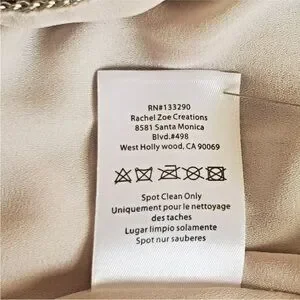 RN#133290
Rachel Zoe Creations
8581 Santa Monica
Blvd.#498
West Holly wood, CA 90069
Spot Clean Only
Uniquement pour le nettoyage
des taches
Lugar limpio solamente
Spot nur sauberes